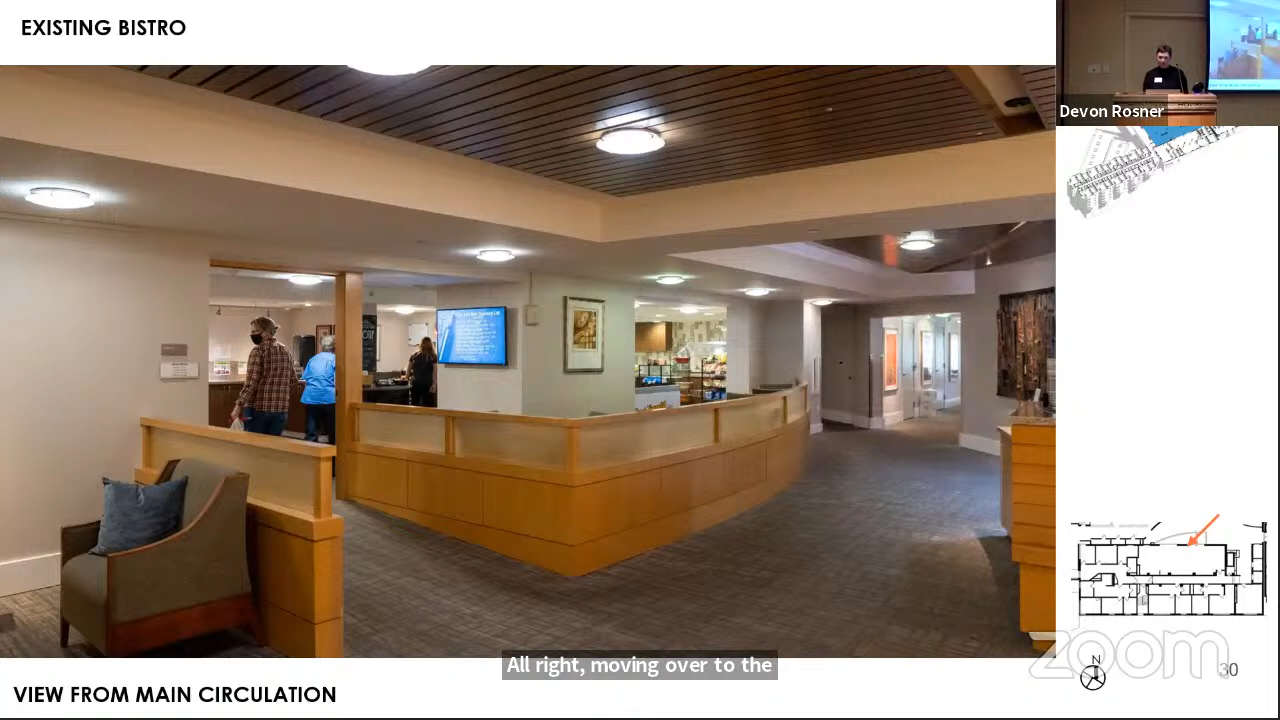 EXISTING BISTRO
Devon Rosner
All right, moving over to the
zoom
N
30
VIEW FROM MAIN CIRCULATION